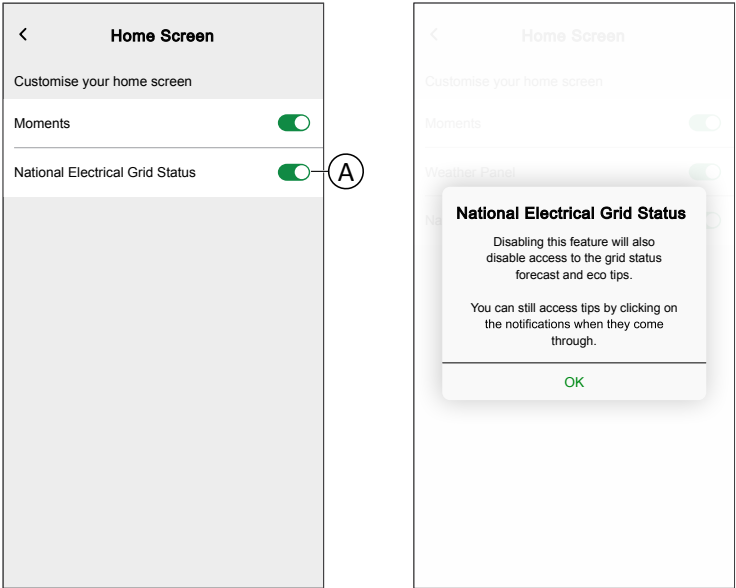 Home Screen
Customise your home screen
Moments
National Electrical Grid Status
A
Home Screen
Customise your home screen
Moments
Weather Panel
Na
National Electrical Grid Status
Disabling this feature will also
disable access to the grid status
forecast and eco tips.
You can still access tips by clicking on
the notifications when they come
through.
OK